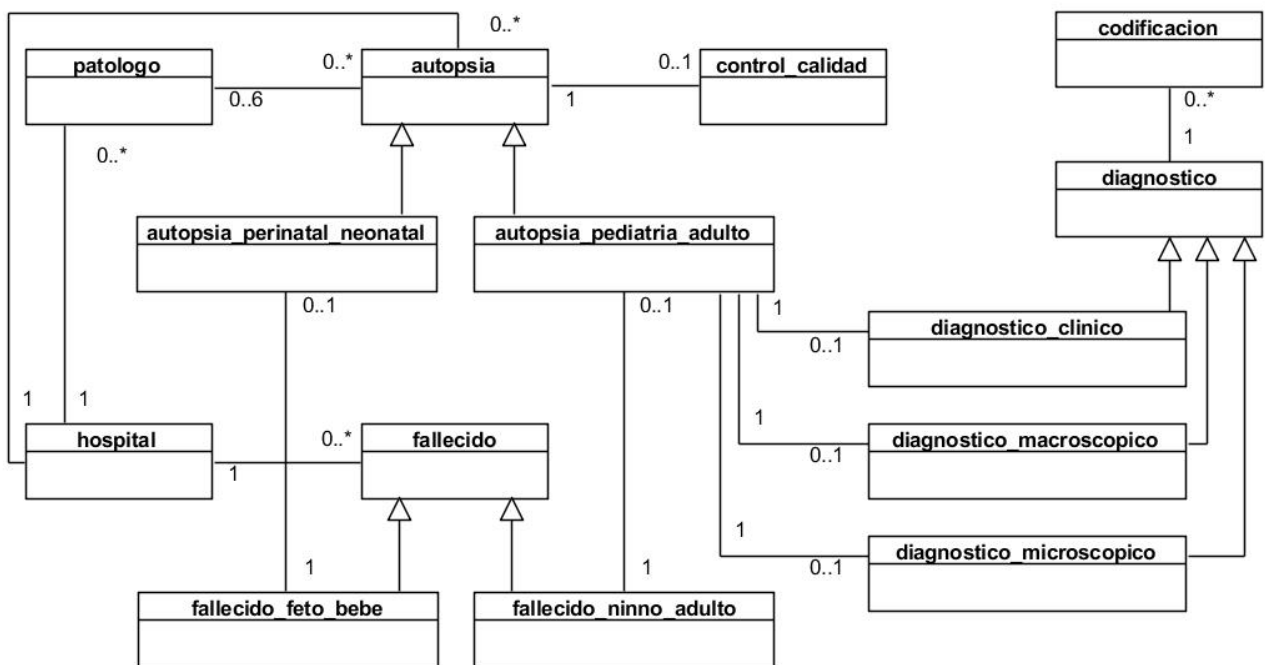 0..*
codificacion
patologo
0..*
autopsia
0..1
control_calidad
0..6
1
0..*
0..*
1
diagnostico
autopsia_perinatal_neonatal
autopsia_pediatria_adulto
0..1
0..1
1
diagnostico_clinico
0..1
1
1
1
hospital
0..*
fallecido
diagnostico_macroscopico
1
0..1
1
diagnostico_microscopico
0..1
1
1
fallecido_feto_bebe
fallecido_ninno_adulto